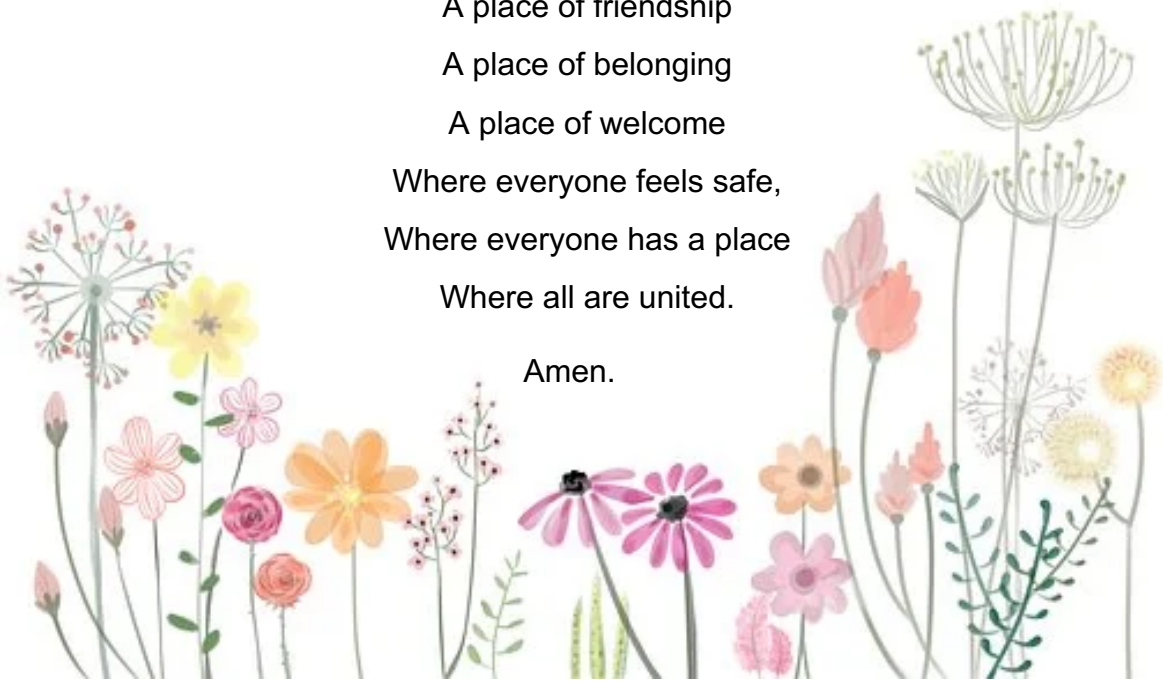 A place of friendship
A place of belonging
A place of welcome
Where everyone feels safe,
Where everyone has a place
Where all are united.
Amen.